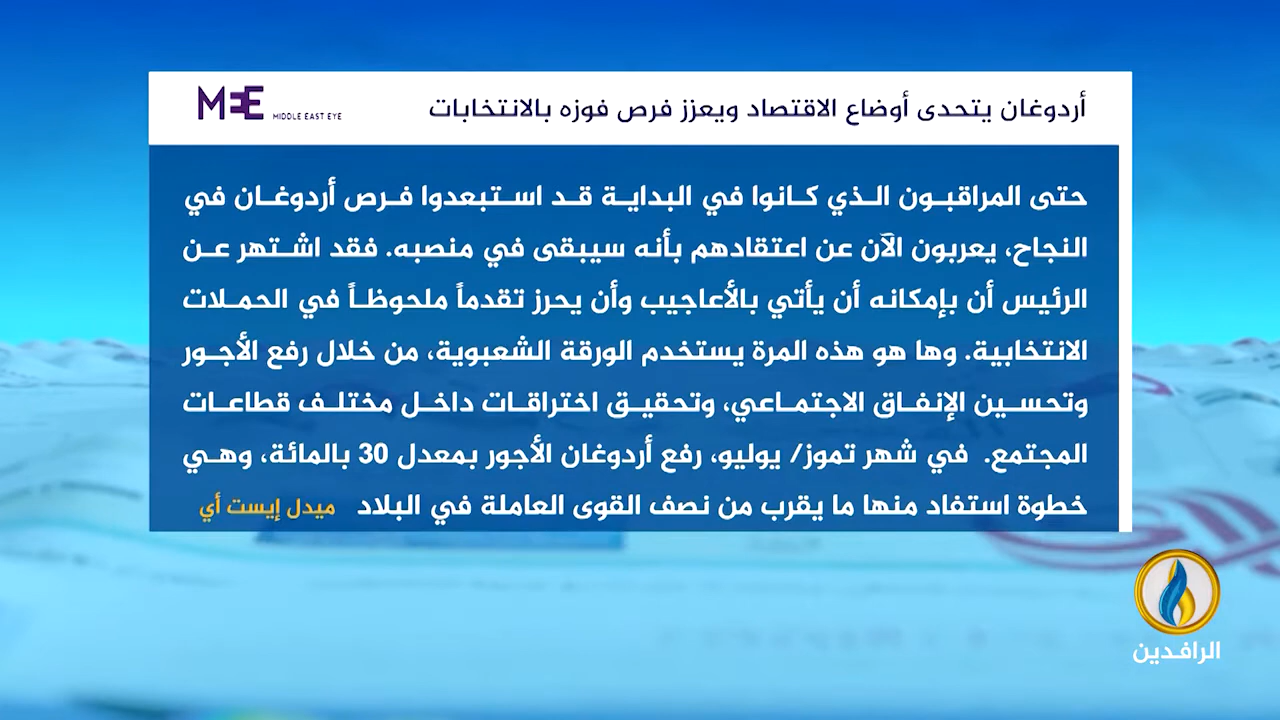 أردوغان يتحدى أوضاع الاقتصاد ويعزز فرص فوزه بالانتخابات
MEE MIDDLE EAST EYE
حتى المراقبون الذي كانوا في البداية قد استبعدوا فرص أردوغان في
النجاح، يعربون الآن عن اعتقادهم بأنه سيبقى في منصبه. فقد اشتهر عن
الرئيس أن بإمكانه أن يأتي بالأعاجيب وأن يحرز تقدماً ملحوظاً في الحملات
الانتخابية. وها هو هذه المرة يستخدم الورقة الشعبوية، من خلال رفع الأجور
وتحسين الإنفاق الاجتماعي، وتحقيق اختراقات داخل مختلف قطاعات
المجتمع. في شهر تموز/ يوليو، رفع أردوغان الأجور بمعدل 30 بالمائة، وهي
خطوة استفاد منها ما يقرب من نصف القوى العاملة في البلاد ميدل إيست أي
الرافدين